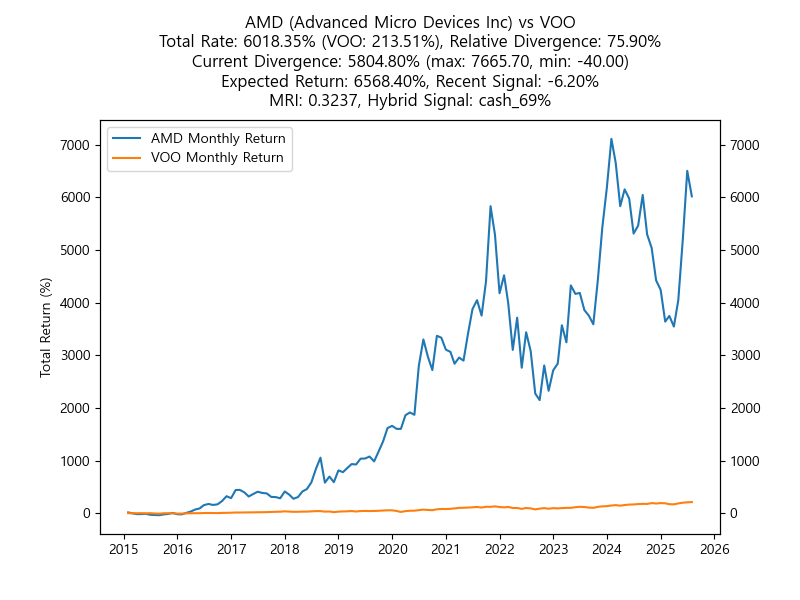 AMD (Advanced Micro Devices Inc) vs VOO
Total Rate: 6018.35% (VOO: 213.51%), Relative Divergence: 75.90%
Current Divergence: 5804.80% (max: 7665.70, min: -40.00)
Expected Return: 6568.40%, Recent Signal: -6.20%
MRI: 0.3237, Hybrid Signal: cash_69%
AMD Monthly Return
VOO Monthly Return
Total Return (%)
7000
6000
5000
4000
3000
2000
1000
0
7000
6000
5000
4000
3000
2000
1000
0
2015 2016 2017 2018 2019 2020 2021 2022 2023 2024 2025 2026